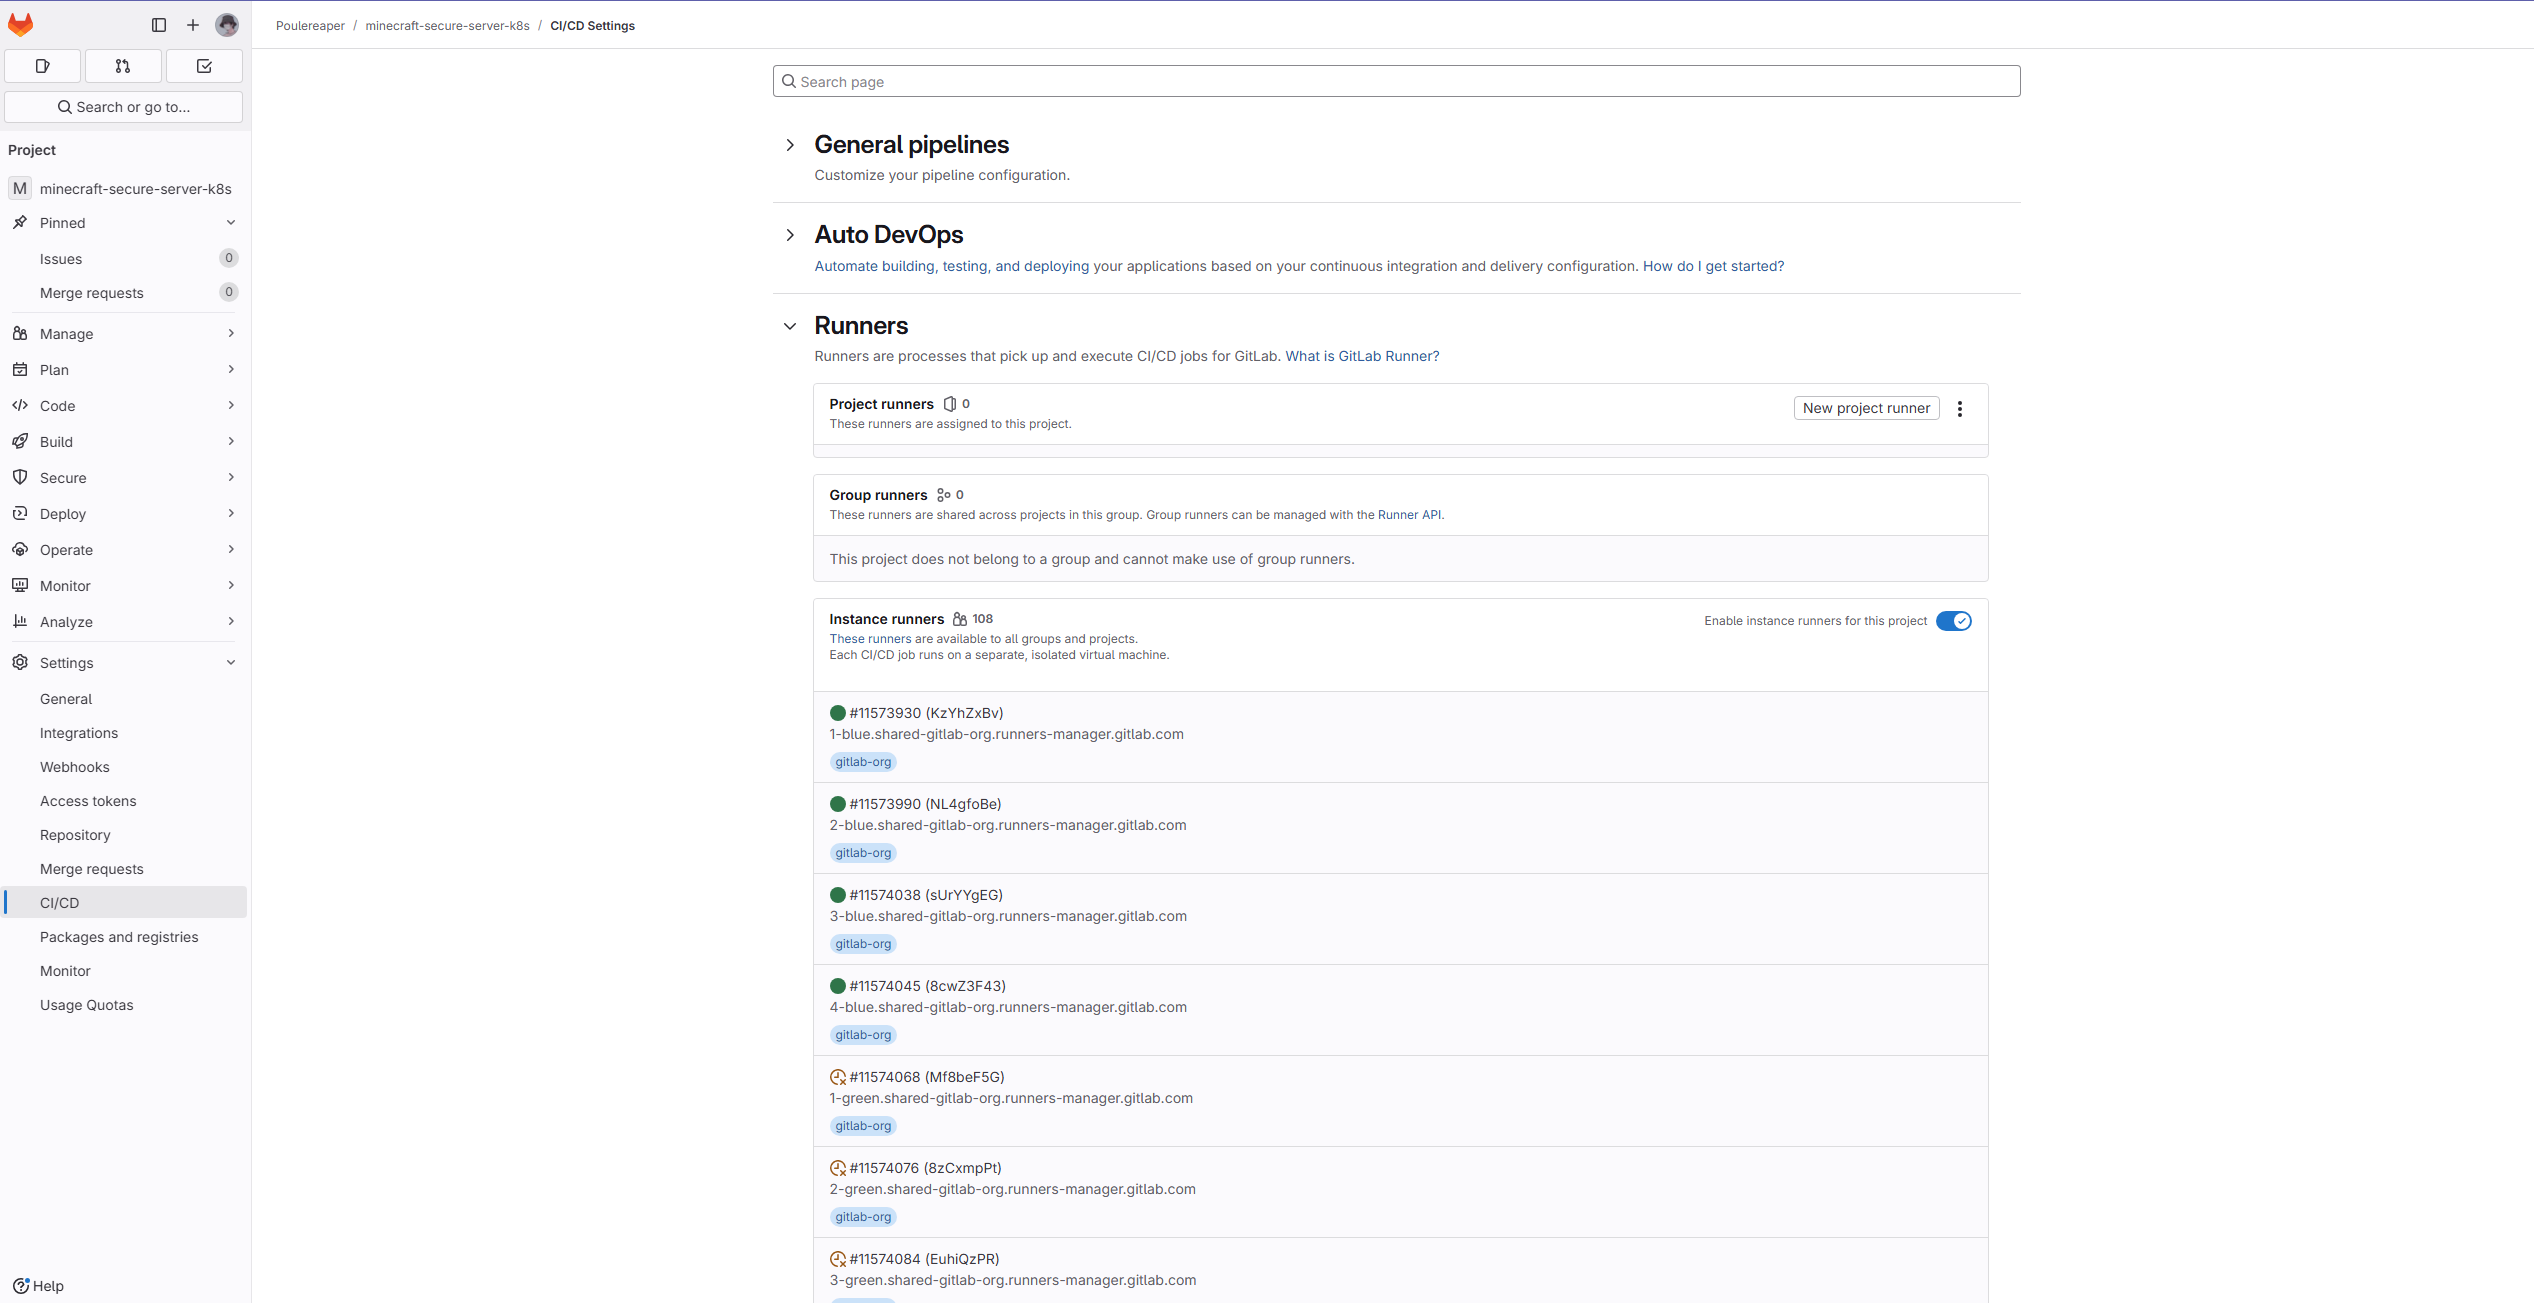 Poulereaper / minecraft-secure-server-k8s / CI/CD Settings
Search or go to...
Project
M minecraft-secure-server-k8s
Pinned
Issues 0
Merge requests 0
Manage
Plan
Code
Build
Secure
Deploy
Operate
Monitor
Analyze
Settings
General
Integrations
Webhooks
Access tokens
Repository
Merge requests
CI/CD
Packages and registries
Monitor
Usage Quotas
Help
Search page
General pipelines
Customize your pipeline configuration.
Auto DevOps
Automate building, testing, and deploying your applications based on your continuous integration and delivery configuration. How do I get started?
Runners
Runners are processes that pick up and execute CI/CD jobs for GitLab. What is GitLab Runner?
Project runners 0
New project runner
These runners are assigned to this project.
Group runners 0
These runners are shared across projects in this group. Group runners can be managed with the Runner API.
This project does not belong to a group and cannot make use of group runners.
Instance runners 108
Enable instance runners for this project
These runners are available to all groups and projects.
Each CI/CD job runs on a separate, isolated virtual machine.
#11573930 (KzYhZxBv)
1-blue.shared-gitlab-org.runners-manager.gitlab.com
gitlab-org
#11573990 (NL4gfoBe)
2-blue.shared-gitlab-org.runners-manager.gitlab.com
gitlab-org
#11574038 (sUrYYgEG)
3-blue.shared-gitlab-org.runners-manager.gitlab.com
gitlab-org
#11574045 (8cwZ3F43)
4-blue.shared-gitlab-org.runners-manager.gitlab.com
gitlab-org
#11574068 (Mf8beF5G)
1-green.shared-gitlab-org.runners-manager.gitlab.com
gitlab-org
#11574076 (8zCxmpPt)
2-green.shared-gitlab-org.runners-manager.gitlab.com
gitlab-org
#11574084 (EuhiQzPR)
3-green.shared-gitlab-org.runners-manager.gitlab.com